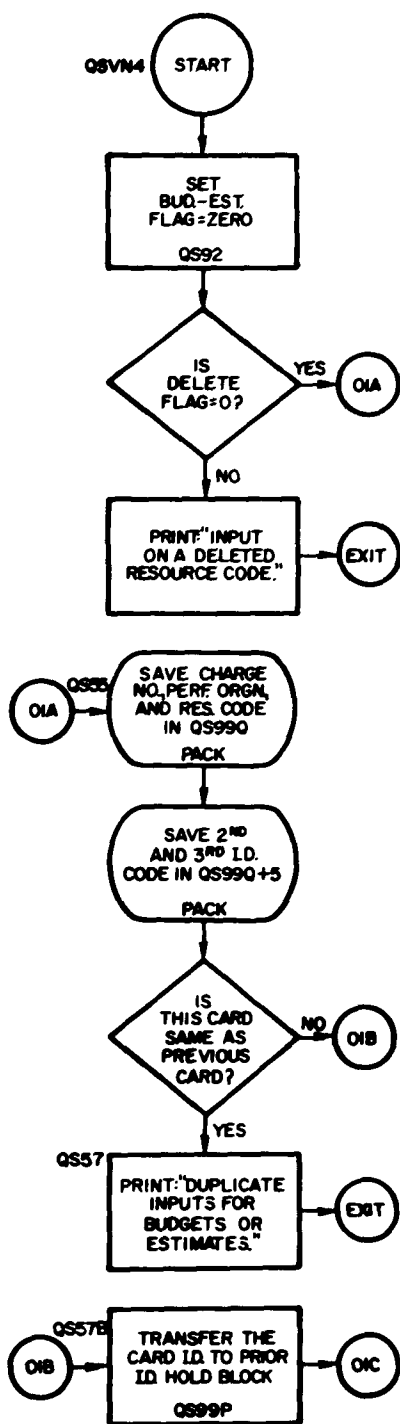 QSVN4
START
SET
BUD.-EST.
FLAG=ZERO
QS92
IS
DELETE
FLAG=0?
YES
01A
NO
PRINT:"INPUT
ON A DELETED
RESOURCE CODE."
EXIT
01A
QS55
SAVE CHARGE
NO., PERF. ORGN,
AND RES. CODE
IN QS99Q
PACK
SAVE 2ND
AND 3RD I.D.
CODE IN QS99Q+5
PACK
IS
THIS CARD
SAME AS
PREVIOUS
CARD?
NO
01B
YES
QS57
PRINT:"DUPLICATE
INPUTS FOR
BUDGETS OR
ESTIMATES."
EXIT
01B
QS57B
TRANSFER THE
CARD I.D. TO PRIOR
I.D. HOLD BLOCK
QS99P
01C